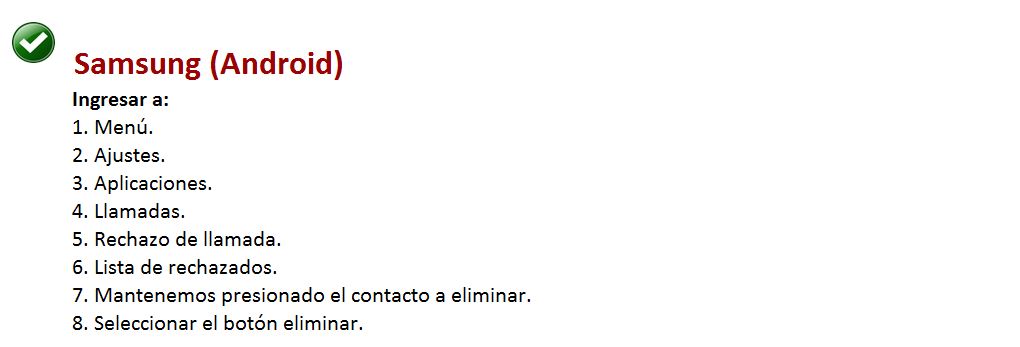 Samsung (Android)
Ingresar a:
1. Menú.
2. Ajustes.
3. Aplicaciones.
4. Llamadas.
5. Rechazo de llamada.
6. Lista de rechazados.
7. Mantenemos presionado el contacto a eliminar.
8. Seleccionar el botón eliminar.